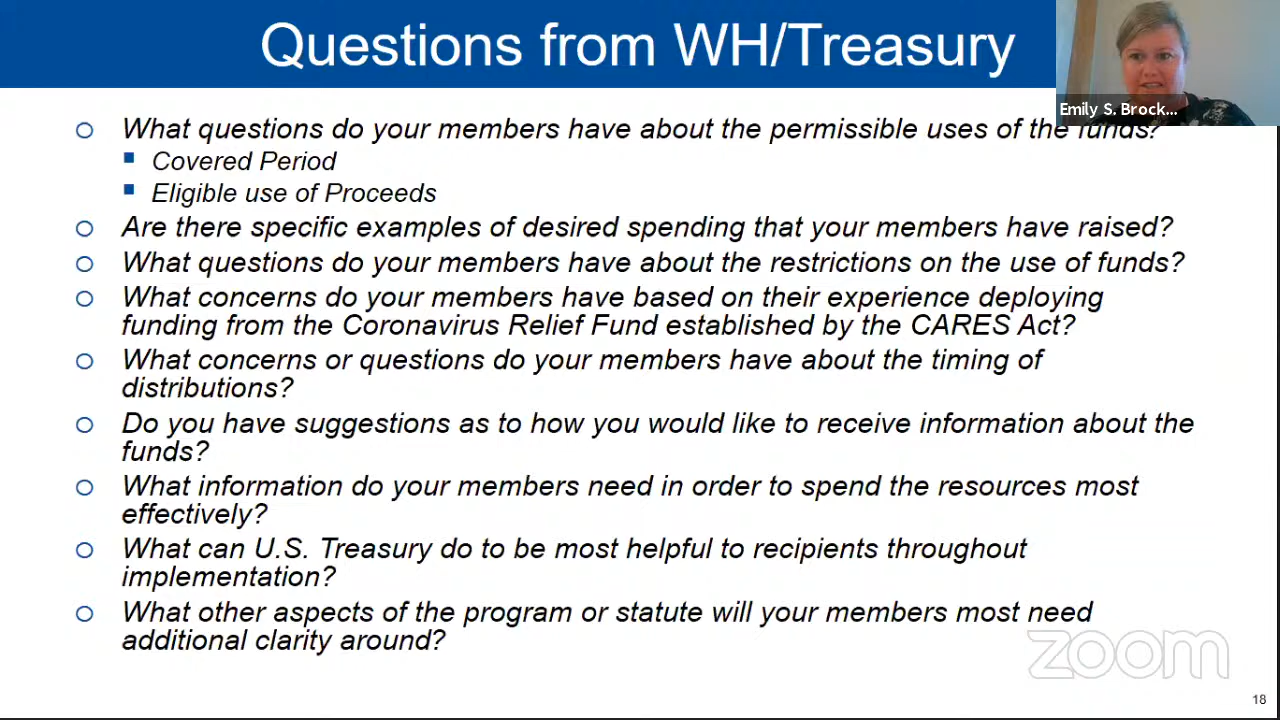 Questions from WH/Treasury
Emily S. Brock...
What questions do your members have about the permissible uses of the funds?
Covered Period
Eligible use of Proceeds
Are there specific examples of desired spending that your members have raised?
What questions do your members have about the restrictions on the use of funds?
What concerns do your members have based on their experience deploying
funding from the Coronavirus Relief Fund established by the CARES Act?
What concerns or questions do your members have about the timing of
distributions?
Do you have suggestions as to how you would like to receive information about the
funds?
What information do your members need in order to spend the resources most
effectively?
What can U.S. Treasury do to be most helpful to recipients throughout
implementation?
What other aspects of the program or statute will your members most need
additional clarity around?
zoom
18